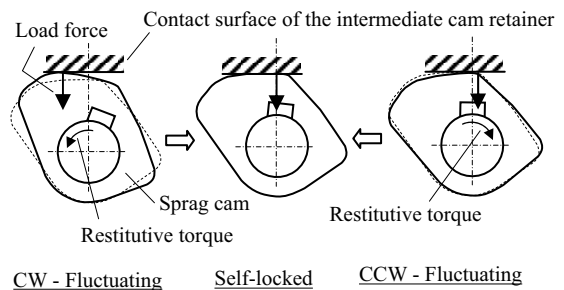 Contact surface of the intermediate cam retainer
Load force
Sprag cam
Restitutive torque
Restitutive torque
CW - Fluctuating
Self-locked
CCW - Fluctuating